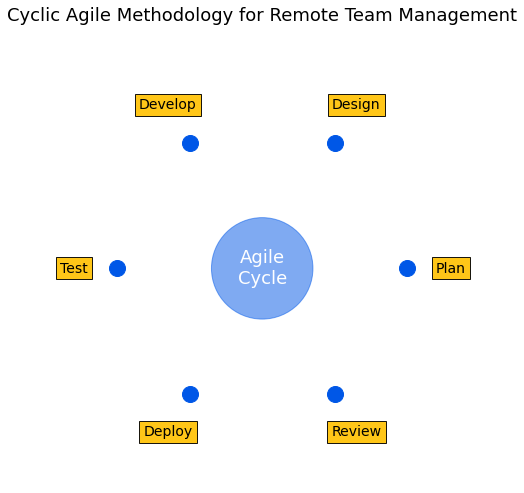 Cyclic Agile Methodology for Remote Team Management
Develop
Design
Test
Agile
Cycle
Plan
Deploy
Review